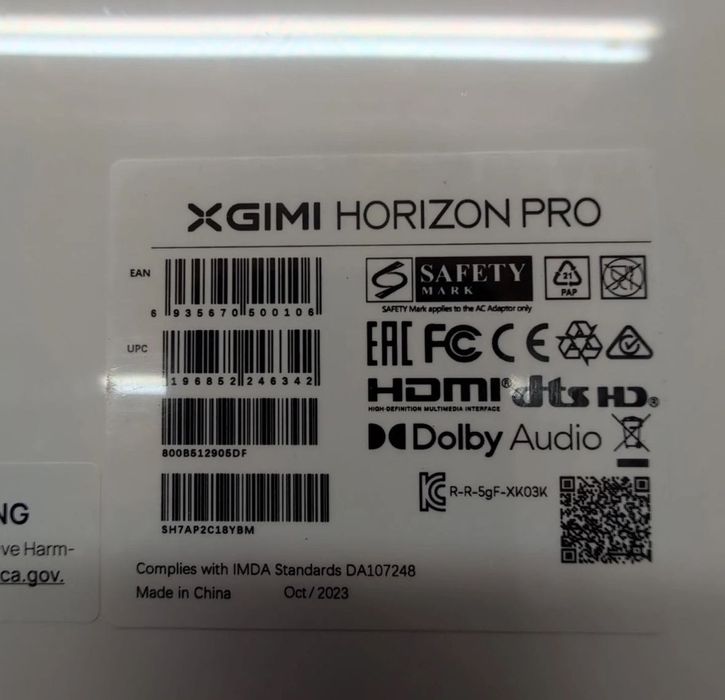 XGIMI HORIZON PRO
EAN
6 935670 500106
UPC
196852 246342
800B512905DF
SH7AP2C18YBM
SAFETY
MARK
SAFETY Mark applies to the AC Adaptor only
21
PAP
EAC FC CE
HDMI®
HIGH-DEFINITION MULTIMEDIA INTERFACE
dts HD®
Dolby Audio
R-R-5gF-XK03K
Complies with IMDA Standards DA107248
Made in China Oct/2023
NG
ve Harm-
ca.gov.